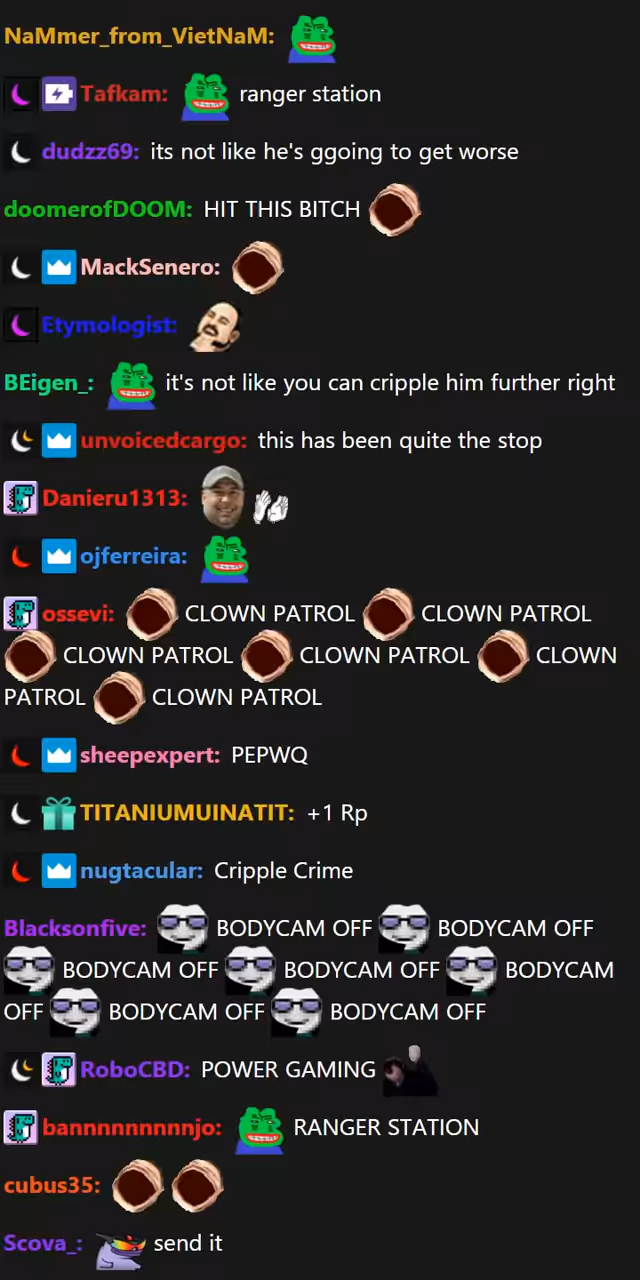 NaMmer_from_VietNaM:
Tafkam: ranger station
dudzz69: its not like he's ggoing to get worse
doomerofDOOM: HIT THIS BITCH
MackSenero:
Etymologist:
BEigen_: it's not like you can cripple him further right
unvoicedcargo: this has been quite the stop
Danieru1313:
ojferreira:
ossevi: CLOWN PATROL CLOWN PATROL
CLOWN PATROL CLOWN PATROL CLOWN
PATROL CLOWN PATROL
sheepexpert: PEPWQ
TITANIUMUINATIT: +1 Rp
nugtacular: Cripple Crime
Blacksonfive: BODYCAM OFF BODYCAM OFF
BODYCAM OFF BODYCAM OFF BODYCAM
OFF BODYCAM OFF BODYCAM OFF
RoboCBD: POWER GAMING
bannnnnnnnnjo: RANGER STATION
cubus35:
Scova_: send it